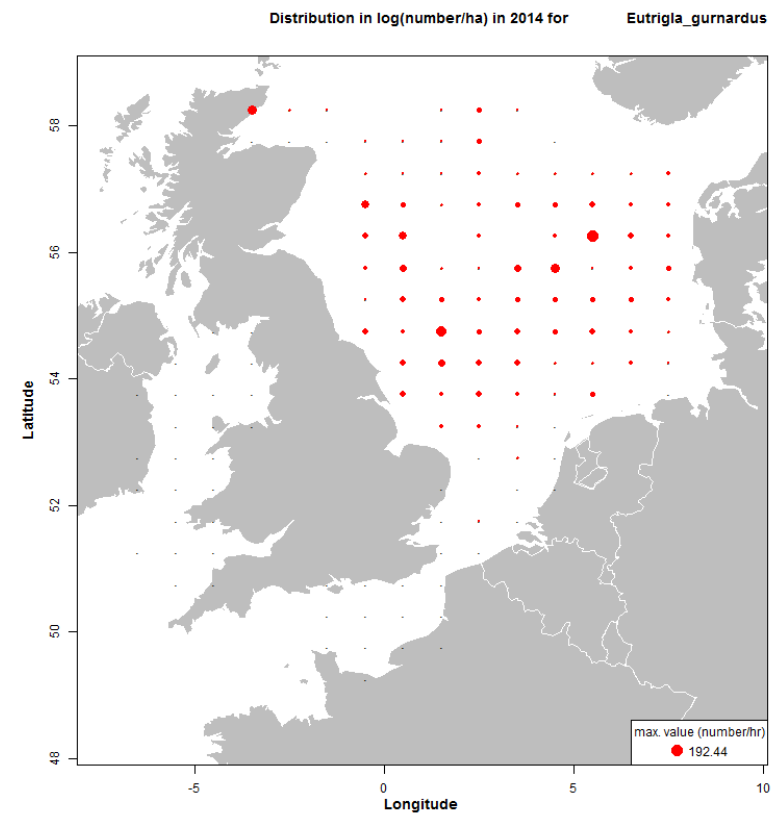 Distribution in log(number/ha) in 2014 for Eutrigla_gurnardus
58
56
54
52
50
48
Latitude
-5 0 5 10
Longitude
max. value (number/hr)
192.44